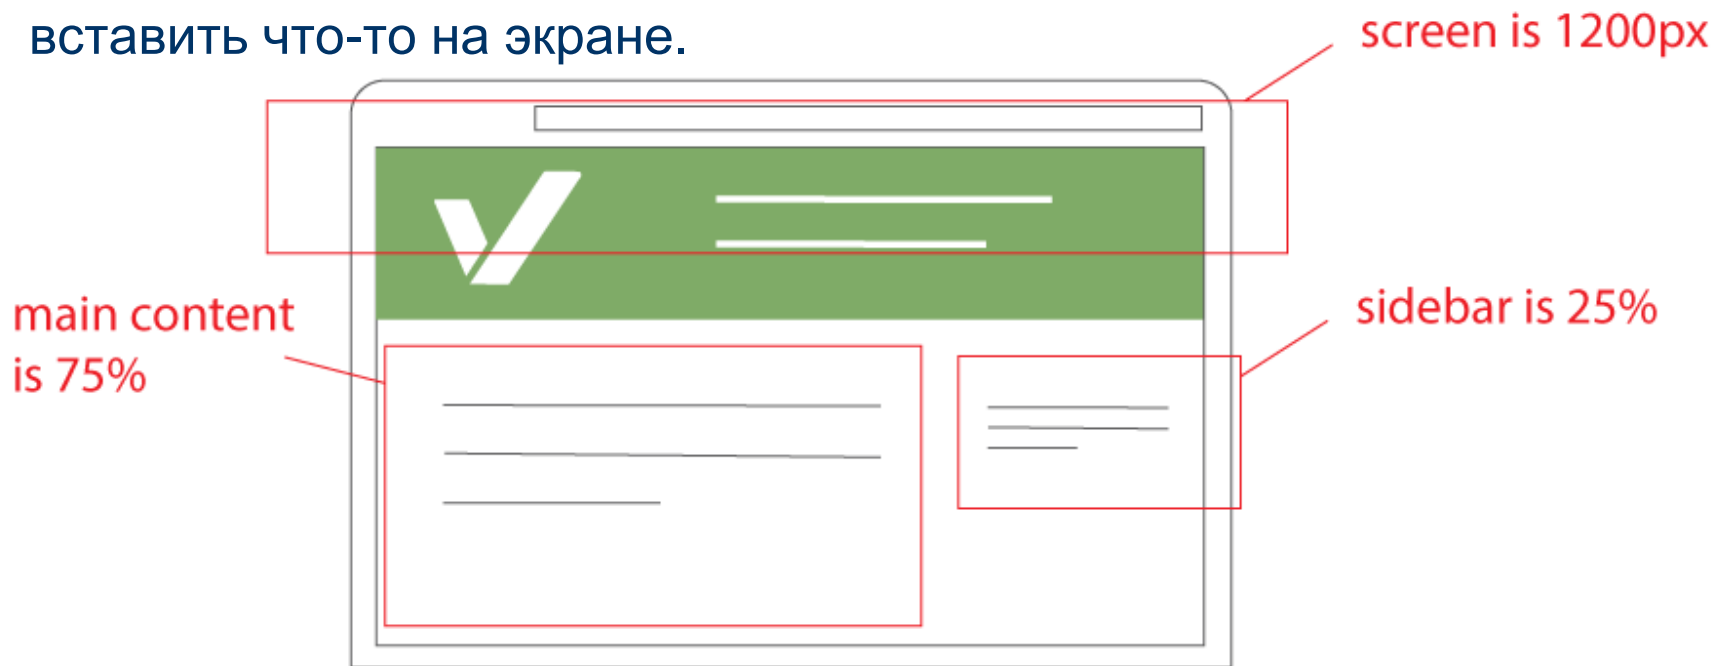 вставить что-то на экране.
screen is 1200px
main content
is 75%
sidebar is 25%